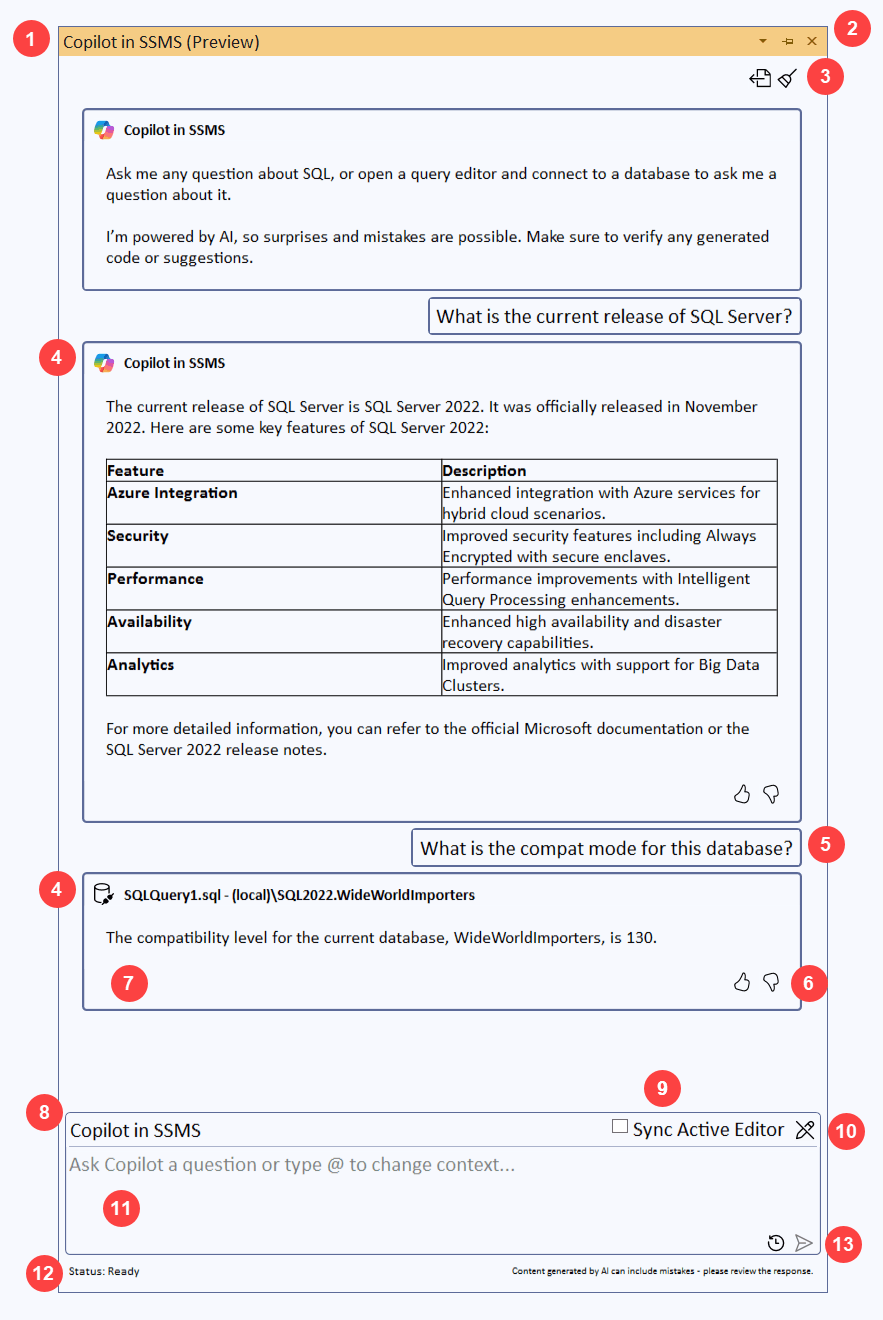 1
Copilot in SSMS (Preview)
2
3
Copilot in SSMS
Ask me any question about SQL, or open a query editor and connect to a database to ask me a
question about it.
I'm powered by AI, so surprises and mistakes are possible. Make sure to verify any generated
code or suggestions.
What is the current release of SQL Server?
4
Copilot in SSMS
The current release of SQL Server is SQL Server 2022. It was officially released in November
2022. Here are some key features of SQL Server 2022:
Feature Description
Azure Integration Enhanced integration with Azure services for
hybrid cloud scenarios.
Security Improved security features including Always
Encrypted with secure enclaves.
Performance Performance improvements with Intelligent
Query Processing enhancements.
Availability Enhanced high availability and disaster
recovery capabilities.
Analytics Improved analytics with support for Big Data
Clusters.
For more detailed information, you can refer to the official Microsoft documentation or the
SQL Server 2022 release notes.
What is the compat mode for this database?
5
4
SQLQuery1.sql - (local)\SQL2022.WideWorldImporters
The compatibility level for the current database, WideWorldImporters, is 130.
7
6
9
8
Copilot in SSMS
Sync Active Editor
10
Ask Copilot a question or type @ to change context...
11
13
12
Status: Ready
Content generated by AI can include mistakes - please review the response.